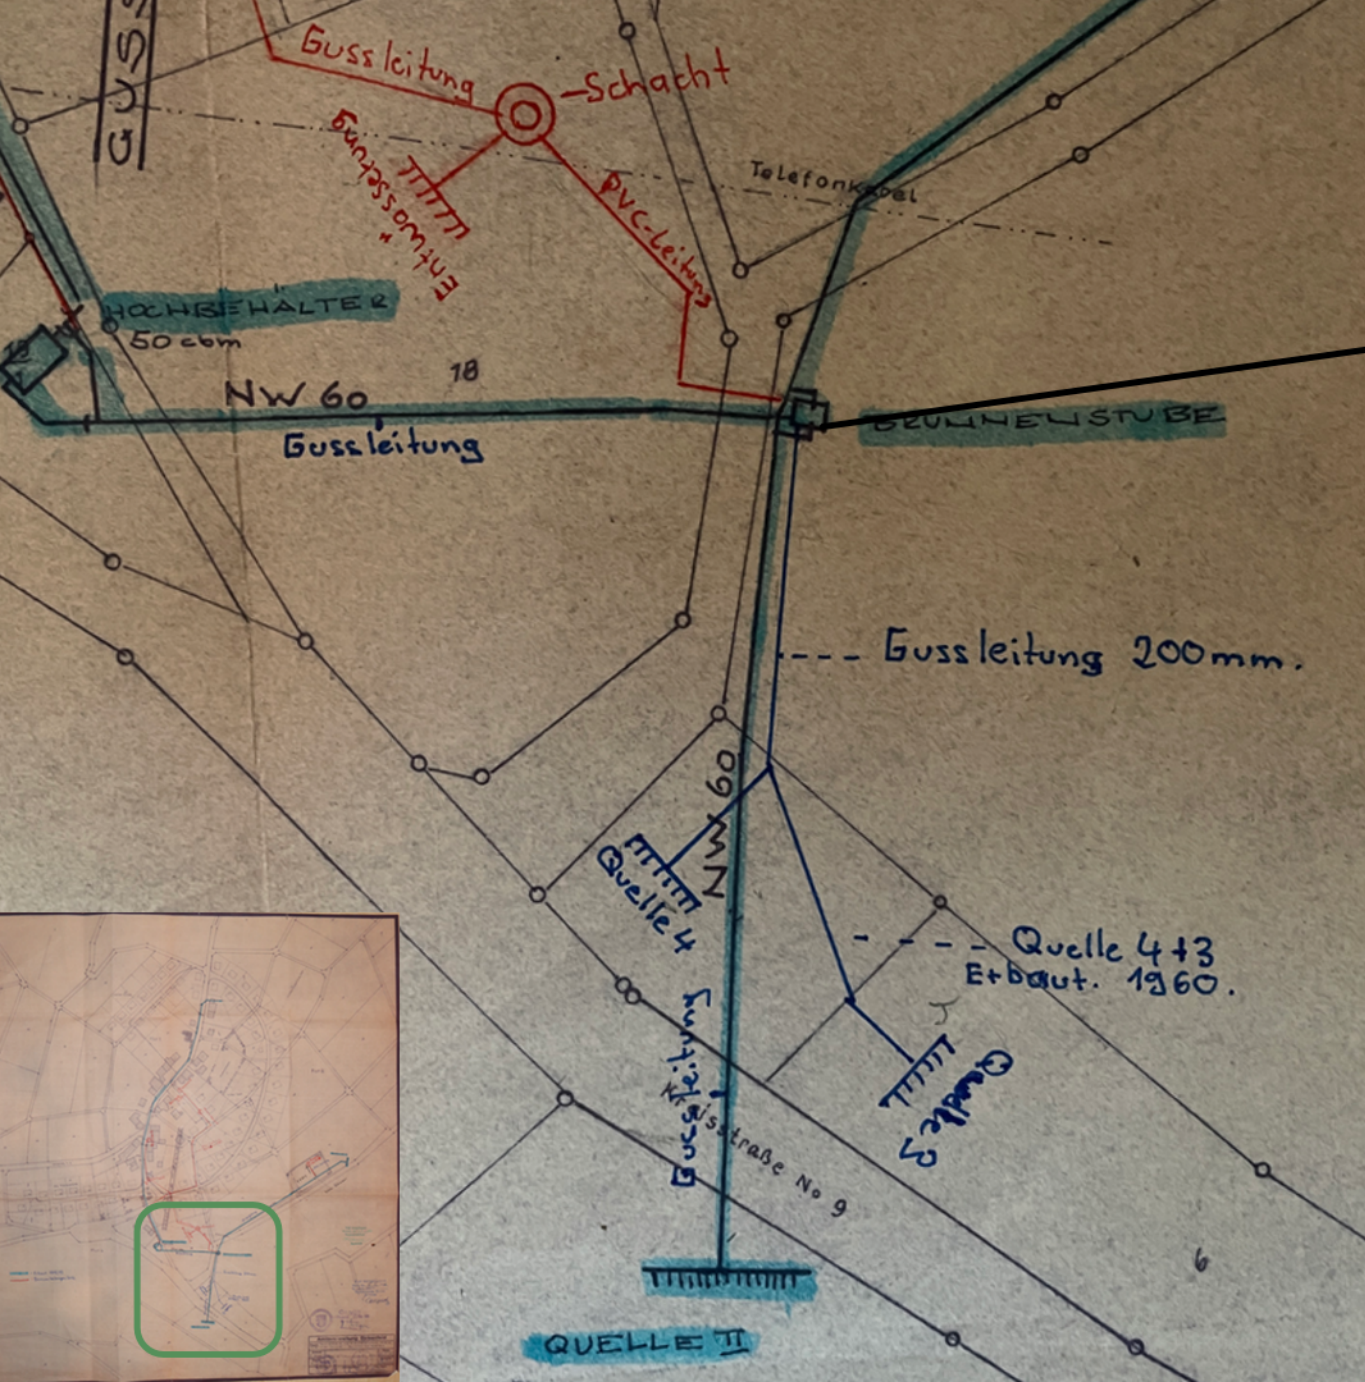 Gussleitung
-Schacht
Entwässerung
PVC-Leitung
Telefonkabel
HOCHBEHÄLTER
50 cbm
18
NW 60
Gussleitung
BRUNNENSTUBE
Gussleitung 200mm.
NW 60
Quelle 4
Quelle 4+3
Erbaut. 1960.
Gussleitung
Quelle 3
Kreisstraße No 9
6
QUELLE II